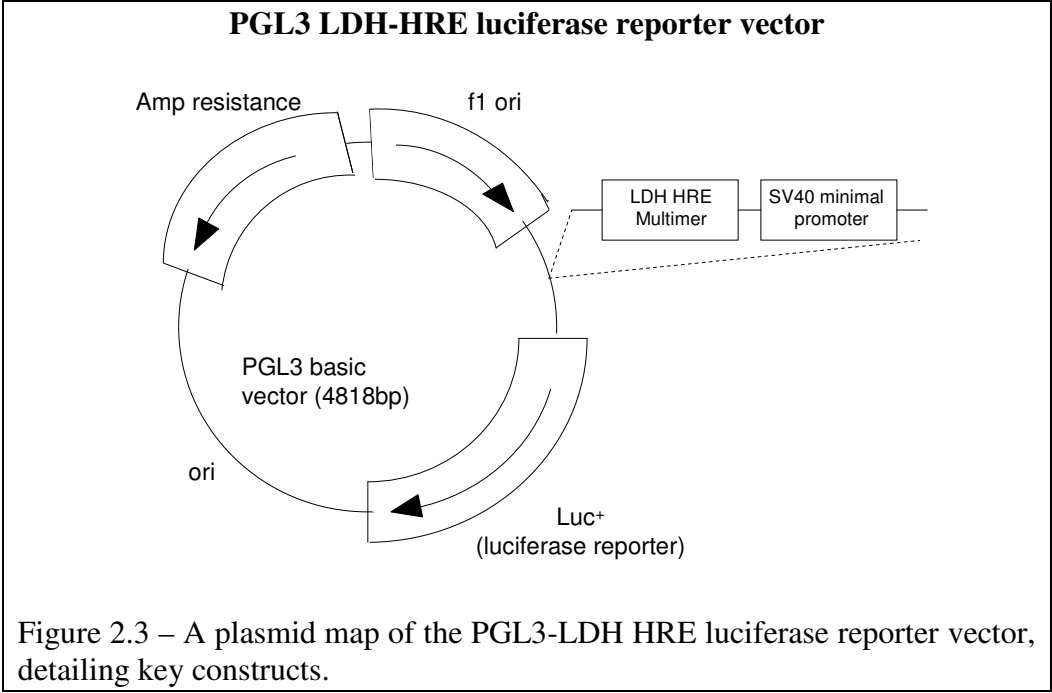 PGL3 LDH-HRE luciferase reporter vector
Amp resistance
f1 ori
LDH HRE
Multimer
SV40 minimal
promoter
PGL3 basic
vector (4818bp)
ori
Luc+
(luciferase reporter)
Figure 2.3 – A plasmid map of the PGL3-LDH HRE luciferase reporter vector,
detailing key constructs.